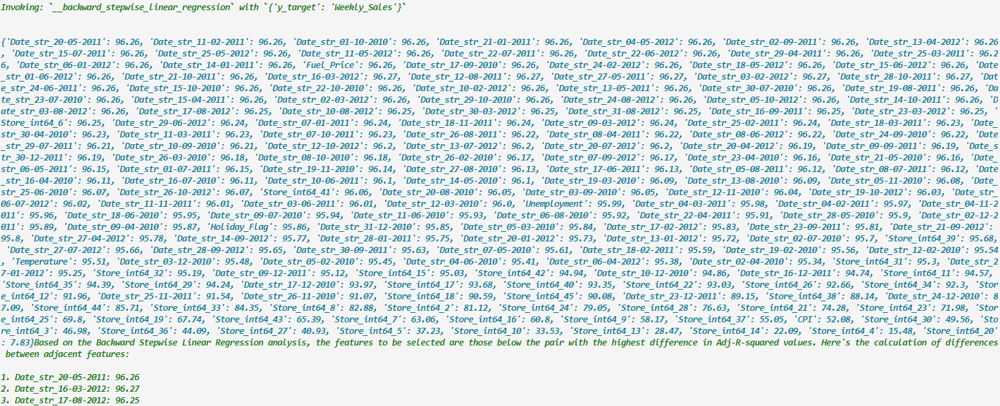 Invoking: `__backward_stepwise_linear_regression` with `{'y_target': 'Weekly_Sales'}`
{'Date_str_20-05-2011': 96.26, 'Date_str_11-02-2011': 96.26, 'Date_str_01-10-2010': 96.26, 'Date_str_21-01-2011': 96.26, 'Date_str_04-05-2012': 96.26, 'Date_str_02-09-2011': 96.26, 'Date_str_13-04-2012': 96.26
, 'Date_str_15-07-2011': 96.26, 'Date_str_25-05-2012': 96.26, 'Date_str_11-05-2012': 96.26, 'Date_str_22-07-2011': 96.26, 'Date_str_22-06-2012': 96.26, 'Date_str_29-04-2011': 96.26, 'Date_str_25-03-2011': 96.2
6, 'Date_str_06-01-2012': 96.26, 'Date_str_14-01-2011': 96.26, 'Fuel_Price': 96.26, 'Date_str_17-09-2010': 96.26, 'Date_str_24-02-2012': 96.26, 'Date_str_18-05-2012': 96.26, 'Date_str_15-06-2012': 96.26, 'Date
_str_01-06-2012': 96.26, 'Date_str_21-10-2011': 96.26, 'Date_str_16-03-2012': 96.27, 'Date_str_12-08-2011': 96.27, 'Date_str_27-05-2011': 96.27, 'Date_str_03-02-2012': 96.27, 'Date_str_28-10-2011': 96.27, 'Dat
e_str_24-06-2011': 96.26, 'Date_str_15-10-2010': 96.26, 'Date_str_22-10-2010': 96.26, 'Date_str_10-02-2012': 96.26, 'Date_str_13-05-2011': 96.26, 'Date_str_30-07-2010': 96.26, 'Date_str_19-08-2011': 96.26, 'Da
te_str_23-07-2010': 96.26, 'Date_str_15-04-2011': 96.26, 'Date_str_02-03-2012': 96.26, 'Date_str_29-10-2010': 96.26, 'Date_str_24-08-2012': 96.26, 'Date_str_05-10-2012': 96.26, 'Date_str_14-10-2011': 96.26, 'D
ate_str_03-08-2012': 96.26, 'Date_str_17-08-2012': 96.25, 'Date_str_10-08-2012': 96.25, 'Date_str_30-03-2012': 96.25, 'Date_str_31-08-2012': 96.25, 'Date_str_16-09-2011': 96.25, 'Date_str_23-03-2012': 96.25, '
Store_int64_6': 96.25, 'Date_str_29-06-2012': 96.24, 'Date_str_07-01-2011': 96.24, 'Date_str_18-11-2011': 96.24, 'Date_str_09-03-2012': 96.24, 'Date_str_25-02-2011': 96.24, 'Date_str_18-03-2011': 96.23, 'Date_
str_30-04-2010': 96.23, 'Date_str_11-03-2011': 96.23, 'Date_str_07-10-2011': 96.23, 'Date_str_26-08-2011': 96.22, 'Date_str_08-04-2011': 96.22, 'Date_str_08-06-2012': 96.22, 'Date_str_24-09-2010': 96.22, 'Date
_str_29-07-2011': 96.21, 'Date_str_10-09-2010': 96.21, 'Date_str_12-10-2012': 96.2, 'Date_str_13-07-2012': 96.2, 'Date_str_20-07-2012': 96.2, 'Date_str_20-04-2012': 96.19, 'Date_str_09-09-2011': 96.19, 'Date_s
tr_30-12-2011': 96.19, 'Date_str_26-03-2010': 96.18, 'Date_str_08-10-2010': 96.18, 'Date_str_26-02-2010': 96.17, 'Date_str_07-09-2012': 96.17, 'Date_str_23-04-2010': 96.16, 'Date_str_21-05-2010': 96.16, 'Date_
str_06-05-2011': 96.15, 'Date_str_01-07-2011': 96.15, 'Date_str_19-11-2010': 96.14, 'Date_str_27-08-2010': 96.13, 'Date_str_17-06-2011': 96.13, 'Date_str_05-08-2011': 96.12, 'Date_str_08-07-2011': 96.12, 'Date
_str_16-04-2010': 96.11, 'Date_str_16-07-2010': 96.11, 'Date_str_10-06-2011': 96.1, 'Date_str_14-05-2010': 96.1, 'Date_str_19-03-2010': 96.09, 'Date_str_13-08-2010': 96.09, 'Date_str_05-11-2010': 96.08, 'Date_
str_25-06-2010': 96.07, 'Date_str_26-10-2012': 96.07, 'Store_int64_41': 96.06, 'Date_str_20-08-2010': 96.05, 'Date_str_03-09-2010': 96.05, 'Date_str_12-11-2010': 96.04, 'Date_str_19-10-2012': 96.03, 'Date_str_
06-07-2012': 96.02, 'Date_str_11-11-2011': 96.01, 'Date_str_03-06-2011': 96.01, 'Date_str_12-03-2010': 96.0, 'Unemployment': 95.99, 'Date_str_04-03-2011': 95.98, 'Date_str_04-02-2011': 95.97, 'Date_str_04-11-2
011': 95.96, 'Date_str_18-06-2010': 95.95, 'Date_str_09-07-2010': 95.94, 'Date_str_11-06-2010': 95.93, 'Date_str_06-08-2010': 95.92, 'Date_str_22-04-2011': 95.91, 'Date_str_28-05-2010': 95.9, 'Date_str_02-12-2
011': 95.89, 'Date_str_09-04-2010': 95.87, 'Holiday_Flag': 95.86, 'Date_str_31-12-2010': 95.85, 'Date_str_05-03-2010': 95.84, 'Date_str_17-02-2012': 95.83, 'Date_str_23-09-2011': 95.81, 'Date_str_21-09-2012':
95.8, 'Date_str_27-04-2012': 95.78, 'Date_str_14-09-2012': 95.77, 'Date_str_28-01-2011': 95.75, 'Date_str_20-01-2012': 95.73, 'Date_str_13-01-2012': 95.72, 'Date_str_02-07-2010': 95.7, 'Store_int64_39': 95.68,
'Date_str_27-07-2012': 95.66, 'Date_str_28-09-2012': 95.65, 'Date_str_30-09-2011': 95.63, 'Date_str_07-05-2010': 95.61, 'Date_str_18-02-2011': 95.59, 'Date_str_19-02-2010': 95.56, 'Date_str_12-02-2010': 95.54
, 'Temperature': 95.51, 'Date_str_03-12-2010': 95.48, 'Date_str_05-02-2010': 95.45, 'Date_str_04-06-2010': 95.41, 'Date_str_06-04-2012': 95.38, 'Date_str_02-04-2010': 95.34, 'Store_int64_31': 95.3, 'Date_str_2
7-01-2012': 95.25, 'Store_int64_32': 95.19, 'Date_str_09-12-2011': 95.12, 'Store_int64_15': 95.03, 'Store_int64_42': 94.94, 'Date_str_10-12-2010': 94.86, 'Date_str_16-12-2011': 94.74, 'Store_int64_11': 94.57,
'Store_int64_35': 94.39, 'Store_int64_29': 94.24, 'Date_str_17-12-2010': 93.97, 'Store_int64_17': 93.68, 'Store_int64_40': 93.35, 'Store_int64_22': 93.03, 'Store_int64_26': 92.66, 'Store_int64_34': 92.3, 'Stor
e_int64_12': 91.96, 'Date_str_25-11-2011': 91.54, 'Date_str_26-11-2010': 91.07, 'Store_int64_18': 90.59, 'Store_int64_45': 90.08, 'Date_str_23-12-2011': 89.15, 'Store_int64_38': 88.14, 'Date_str_24-12-2010': 8
7.09, 'Store_int64_44': 85.71, 'Store_int64_33': 84.35, 'Store_int64_8': 82.88, 'Store_int64_2': 81.12, 'Store_int64_24': 79.05, 'Store_int64_28': 76.63, 'Store_int64_21': 74.28, 'Store_int64_23': 71.98, 'Stor
e_int64_25': 69.8, 'Store_int64_19': 67.74, 'Store_int64_43': 65.39, 'Store_int64_7': 63.06, 'Store_int64_16': 60.8, 'Store_int64_9': 58.17, 'Store_int64_37': 55.05, 'CPI': 52.08, 'Store_int64_30': 49.56, 'Sto
re_int64_3': 46.98, 'Store_int64_36': 44.09, 'Store_int64_27': 40.93, 'Store_int64_5': 37.23, 'Store_int64_10': 33.53, 'Store_int64_13': 28.47, 'Store_int64_14': 22.09, 'Store_int64_4': 15.48, 'Store_int64_20'
: 7.83}Based on the Backward Stepwise Linear Regression analysis, the features to be selected are those below the pair with the highest difference in Adj-R-squared values. Here's the calculation of differences
between adjacent features:
1. Date_str_20-05-2011: 96.26
2. Date_str_16-03-2012: 96.27
3. Date_str_17-08-2012: 96.25